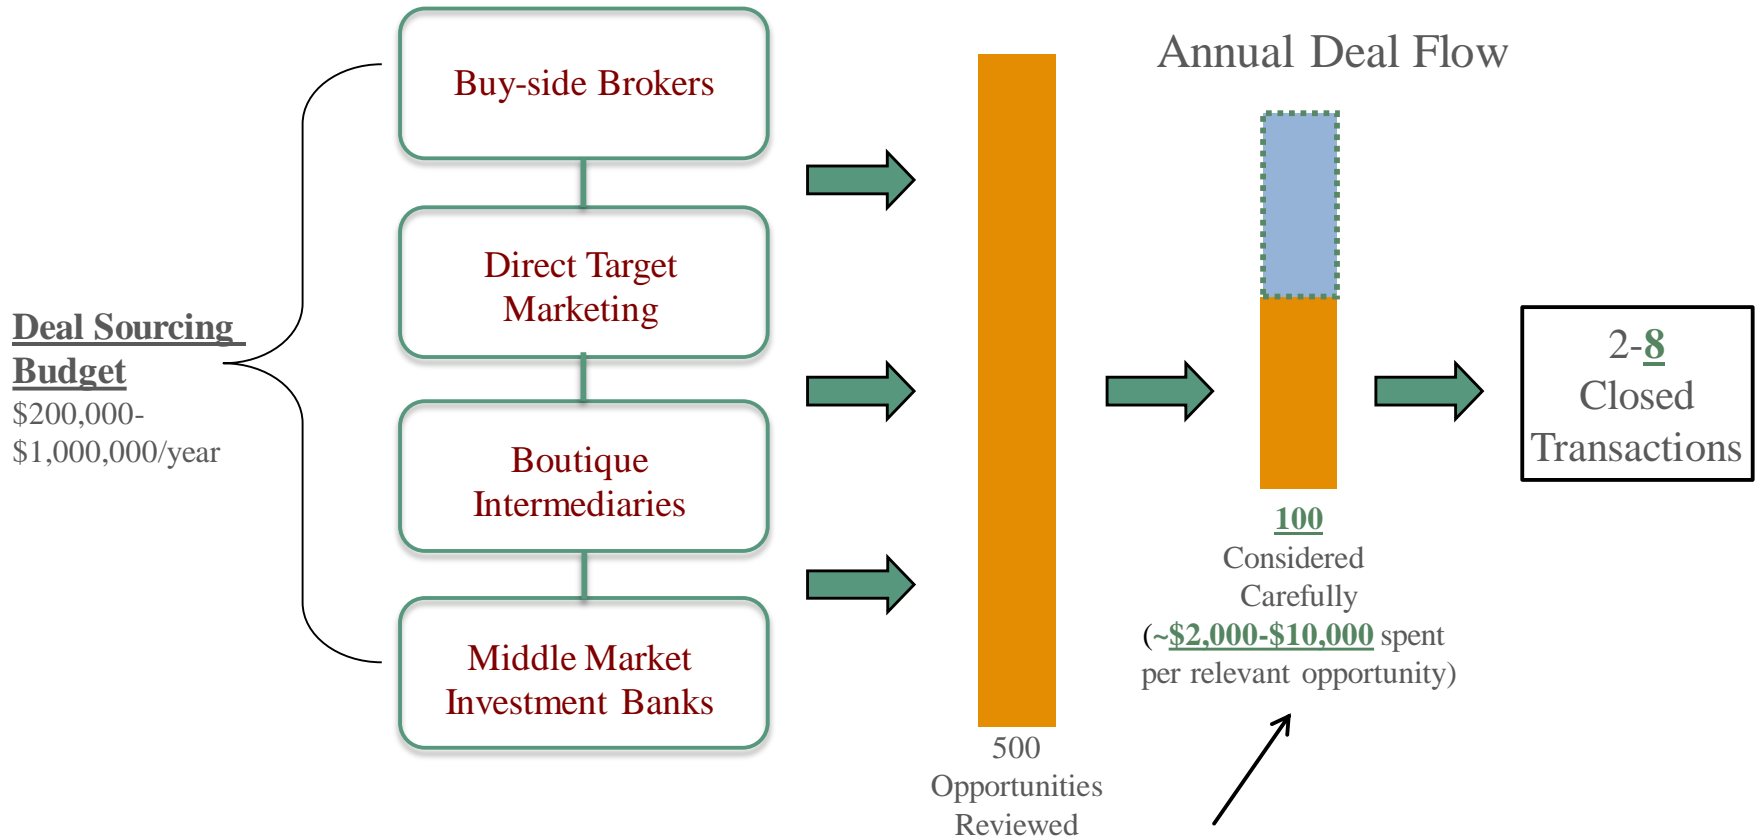 Annual Deal Flow
Buy-side Brokers
Direct Target
Marketing
Boutique
Intermediaries
Middle Market
Investment Banks
Deal Sourcing
Budget
$200,000-
$1,000,000/year
500
Opportunities
Reviewed
100
Considered
Carefully
(~$2,000-$10,000 spent
per relevant opportunity)
2-8
Closed
Transactions